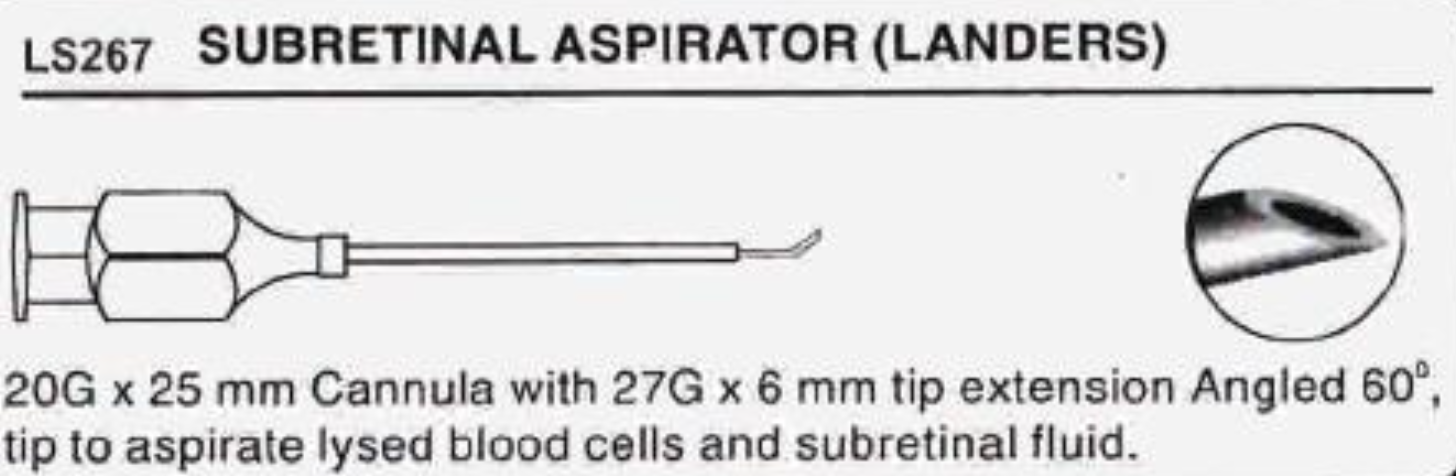 LS267 SUBRETINAL ASPIRATOR (LANDERS)
20G x 25 mm Cannula with 27G x 6 mm tip extension Angled 60⁰,
tip to aspirate lysed blood cells and subretinal fluid.